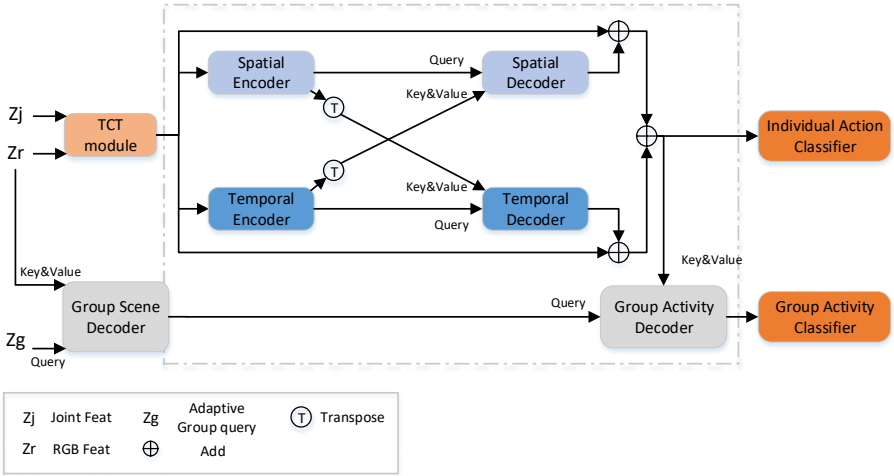 Zj
Zr
TCT
module
Spatial
Encoder
Query
Spatial
Decoder
T
Key&Value
T
Key&Value
Temporal
Encoder
Query
Temporal
Decoder
Individual Action
Classifier
Key&Value
Key&Value
Group Scene
Decoder
Zg
Query
Query
Group Activity
Decoder
Group Activity
Classifier
Zj Joint Feat
Zr RGB Feat
Zg Adaptive
Group query
Add
T Transpose